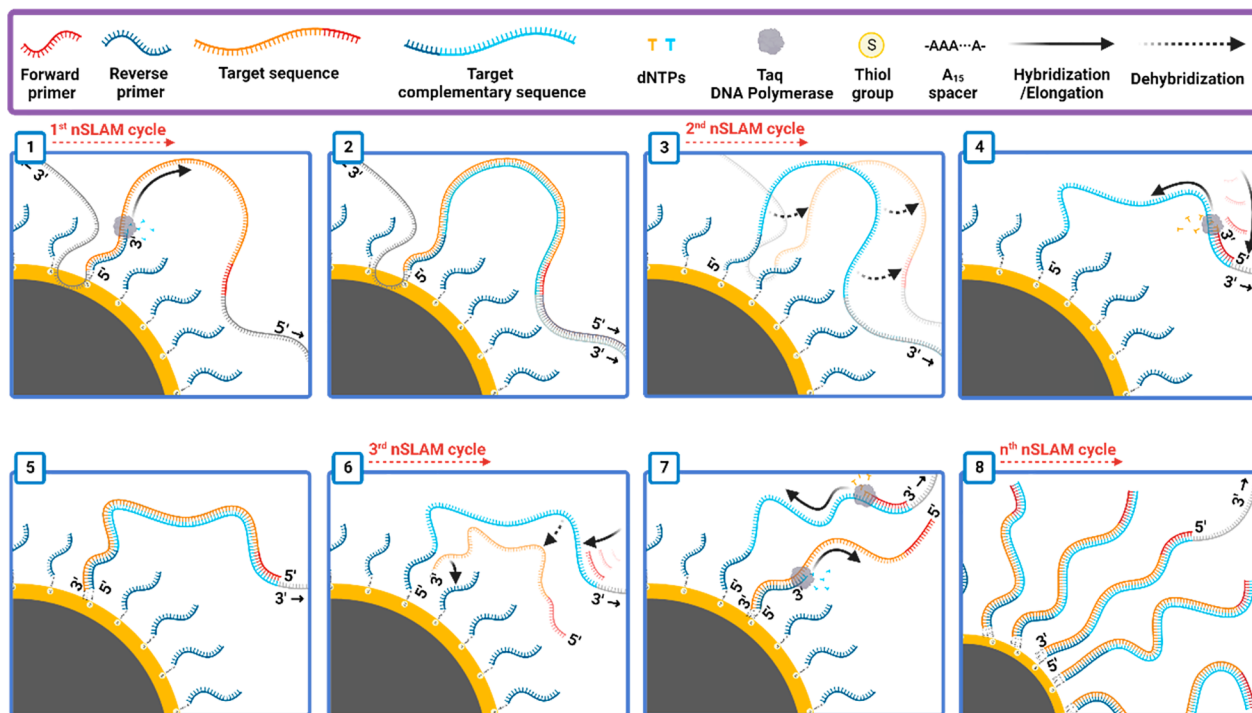 S
-AAA···A-
Forward primer
Reverse primer
Target sequence
Target complementary sequence
dNTPs
Taq DNA Polymerase
Thiol group
A₁₅ spacer
Hybridization /Elongation
Dehybridization
1
1st nSLAM cycle
3'
3'
5'
5' →
2
3'
5'
5' →
3' →
3
2nd nSLAM cycle
5'
3' →
4
3'
5'
5'
3' →
5
3'
5'
5'
3' →
6
3rd nSLAM cycle
3'
5'
3' →
5'
7
3' →
5'
5'
3'
3'
5'
8
nth nSLAM cycle
5'
3' →
3'
5'